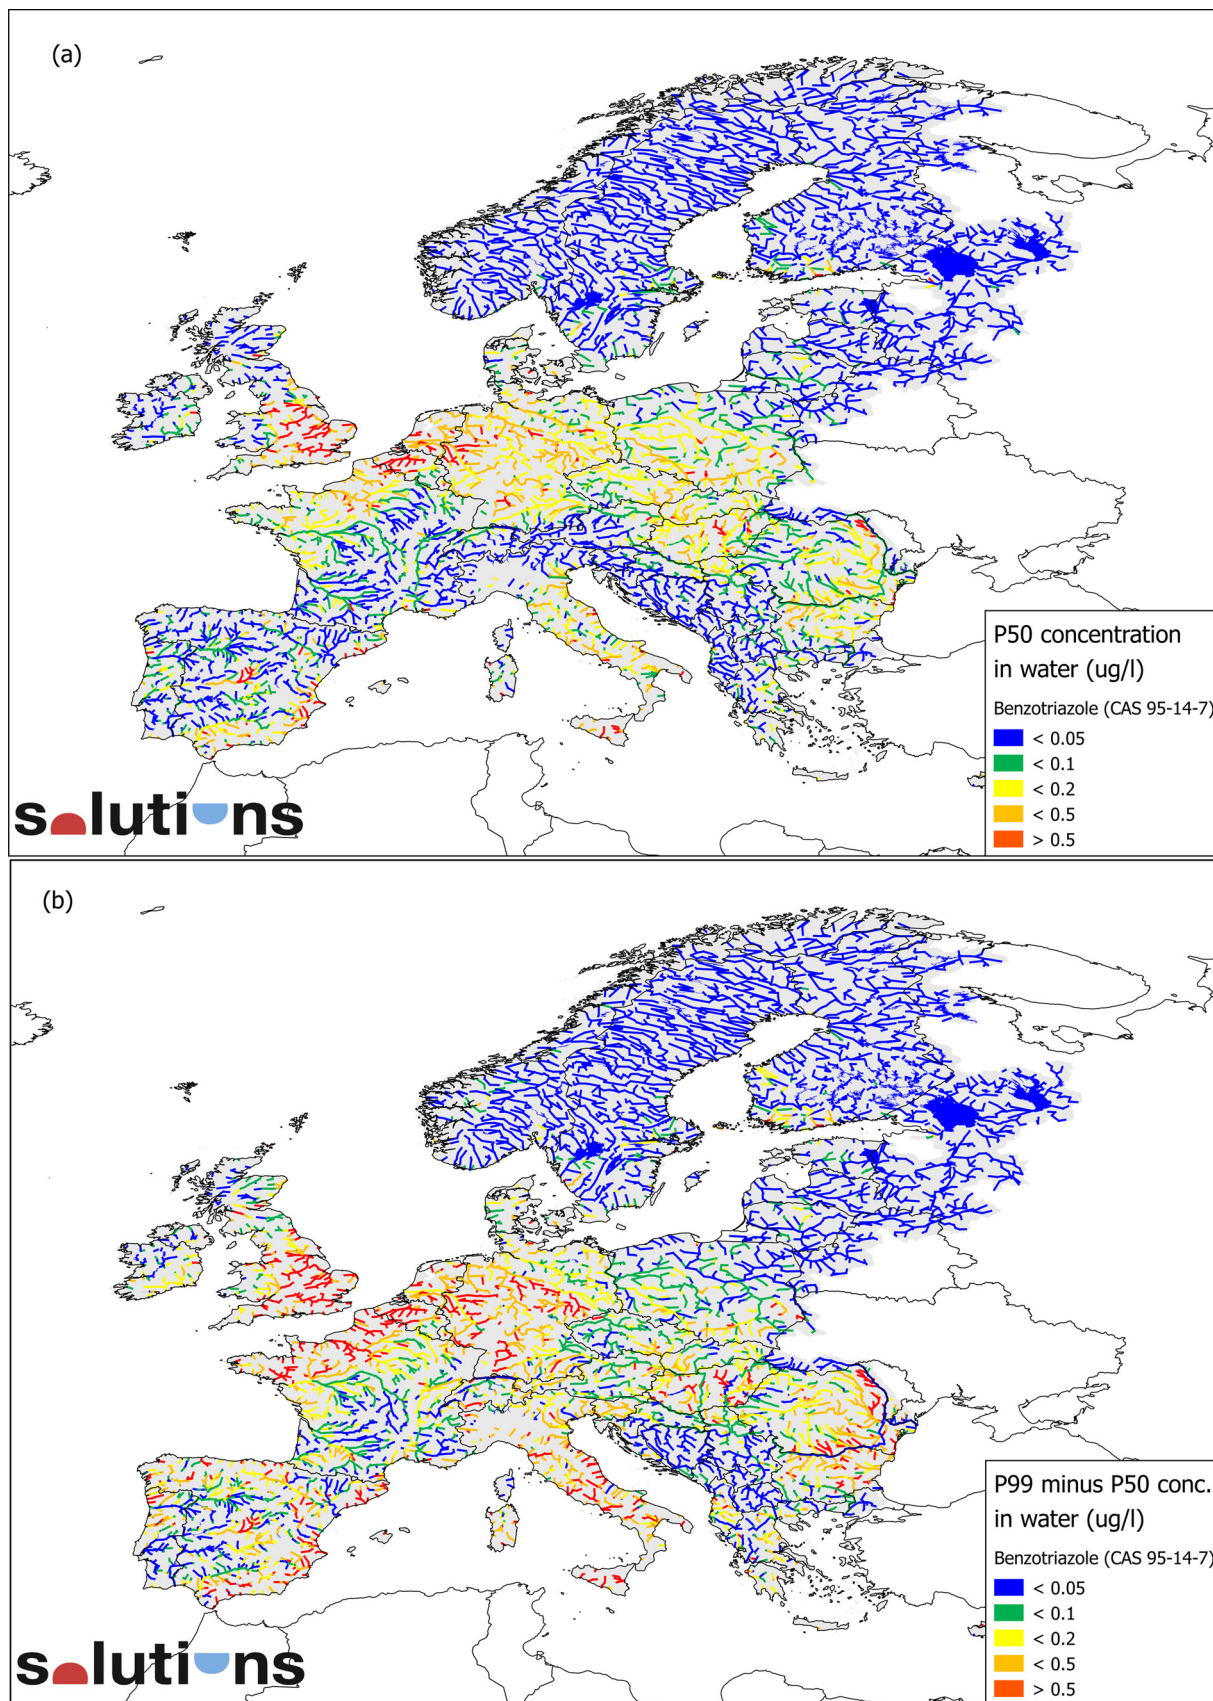 (a)
P50 concentration
in water (ug/l)
Benzotriazole (CAS 95-14-7)
< 0.05
< 0.1
< 0.2
< 0.5
> 0.5
solutions
(b)
P99 minus P50 conc.
in water (ug/l)
Benzotriazole (CAS 95-14-7)
< 0.05
< 0.1
< 0.2
< 0.5
> 0.5
solutions